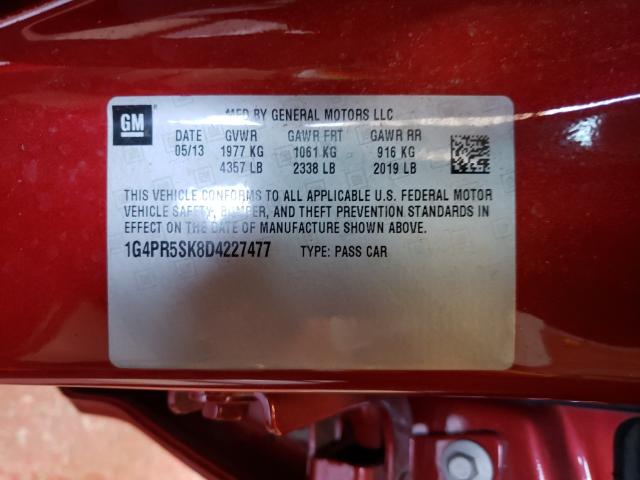 GM
MFD BY GENERAL MOTORS LLC
DATE GVWR GAWR FRT GAWR RR
05/13 1977 KG 1061 KG 916 KG
4357 LB 2338 LB 2019 LB
THIS VEHICLE CONFORMS TO ALL APPLICABLE U.S. FEDERAL MOTOR
VEHICLE SAFETY, BUMPER, AND THEFT PREVENTION STANDARDS IN
EFFECT ON THE DATE OF MANUFACTURE SHOWN ABOVE.
1G4PR5SK8D4227477 TYPE: PASS CAR